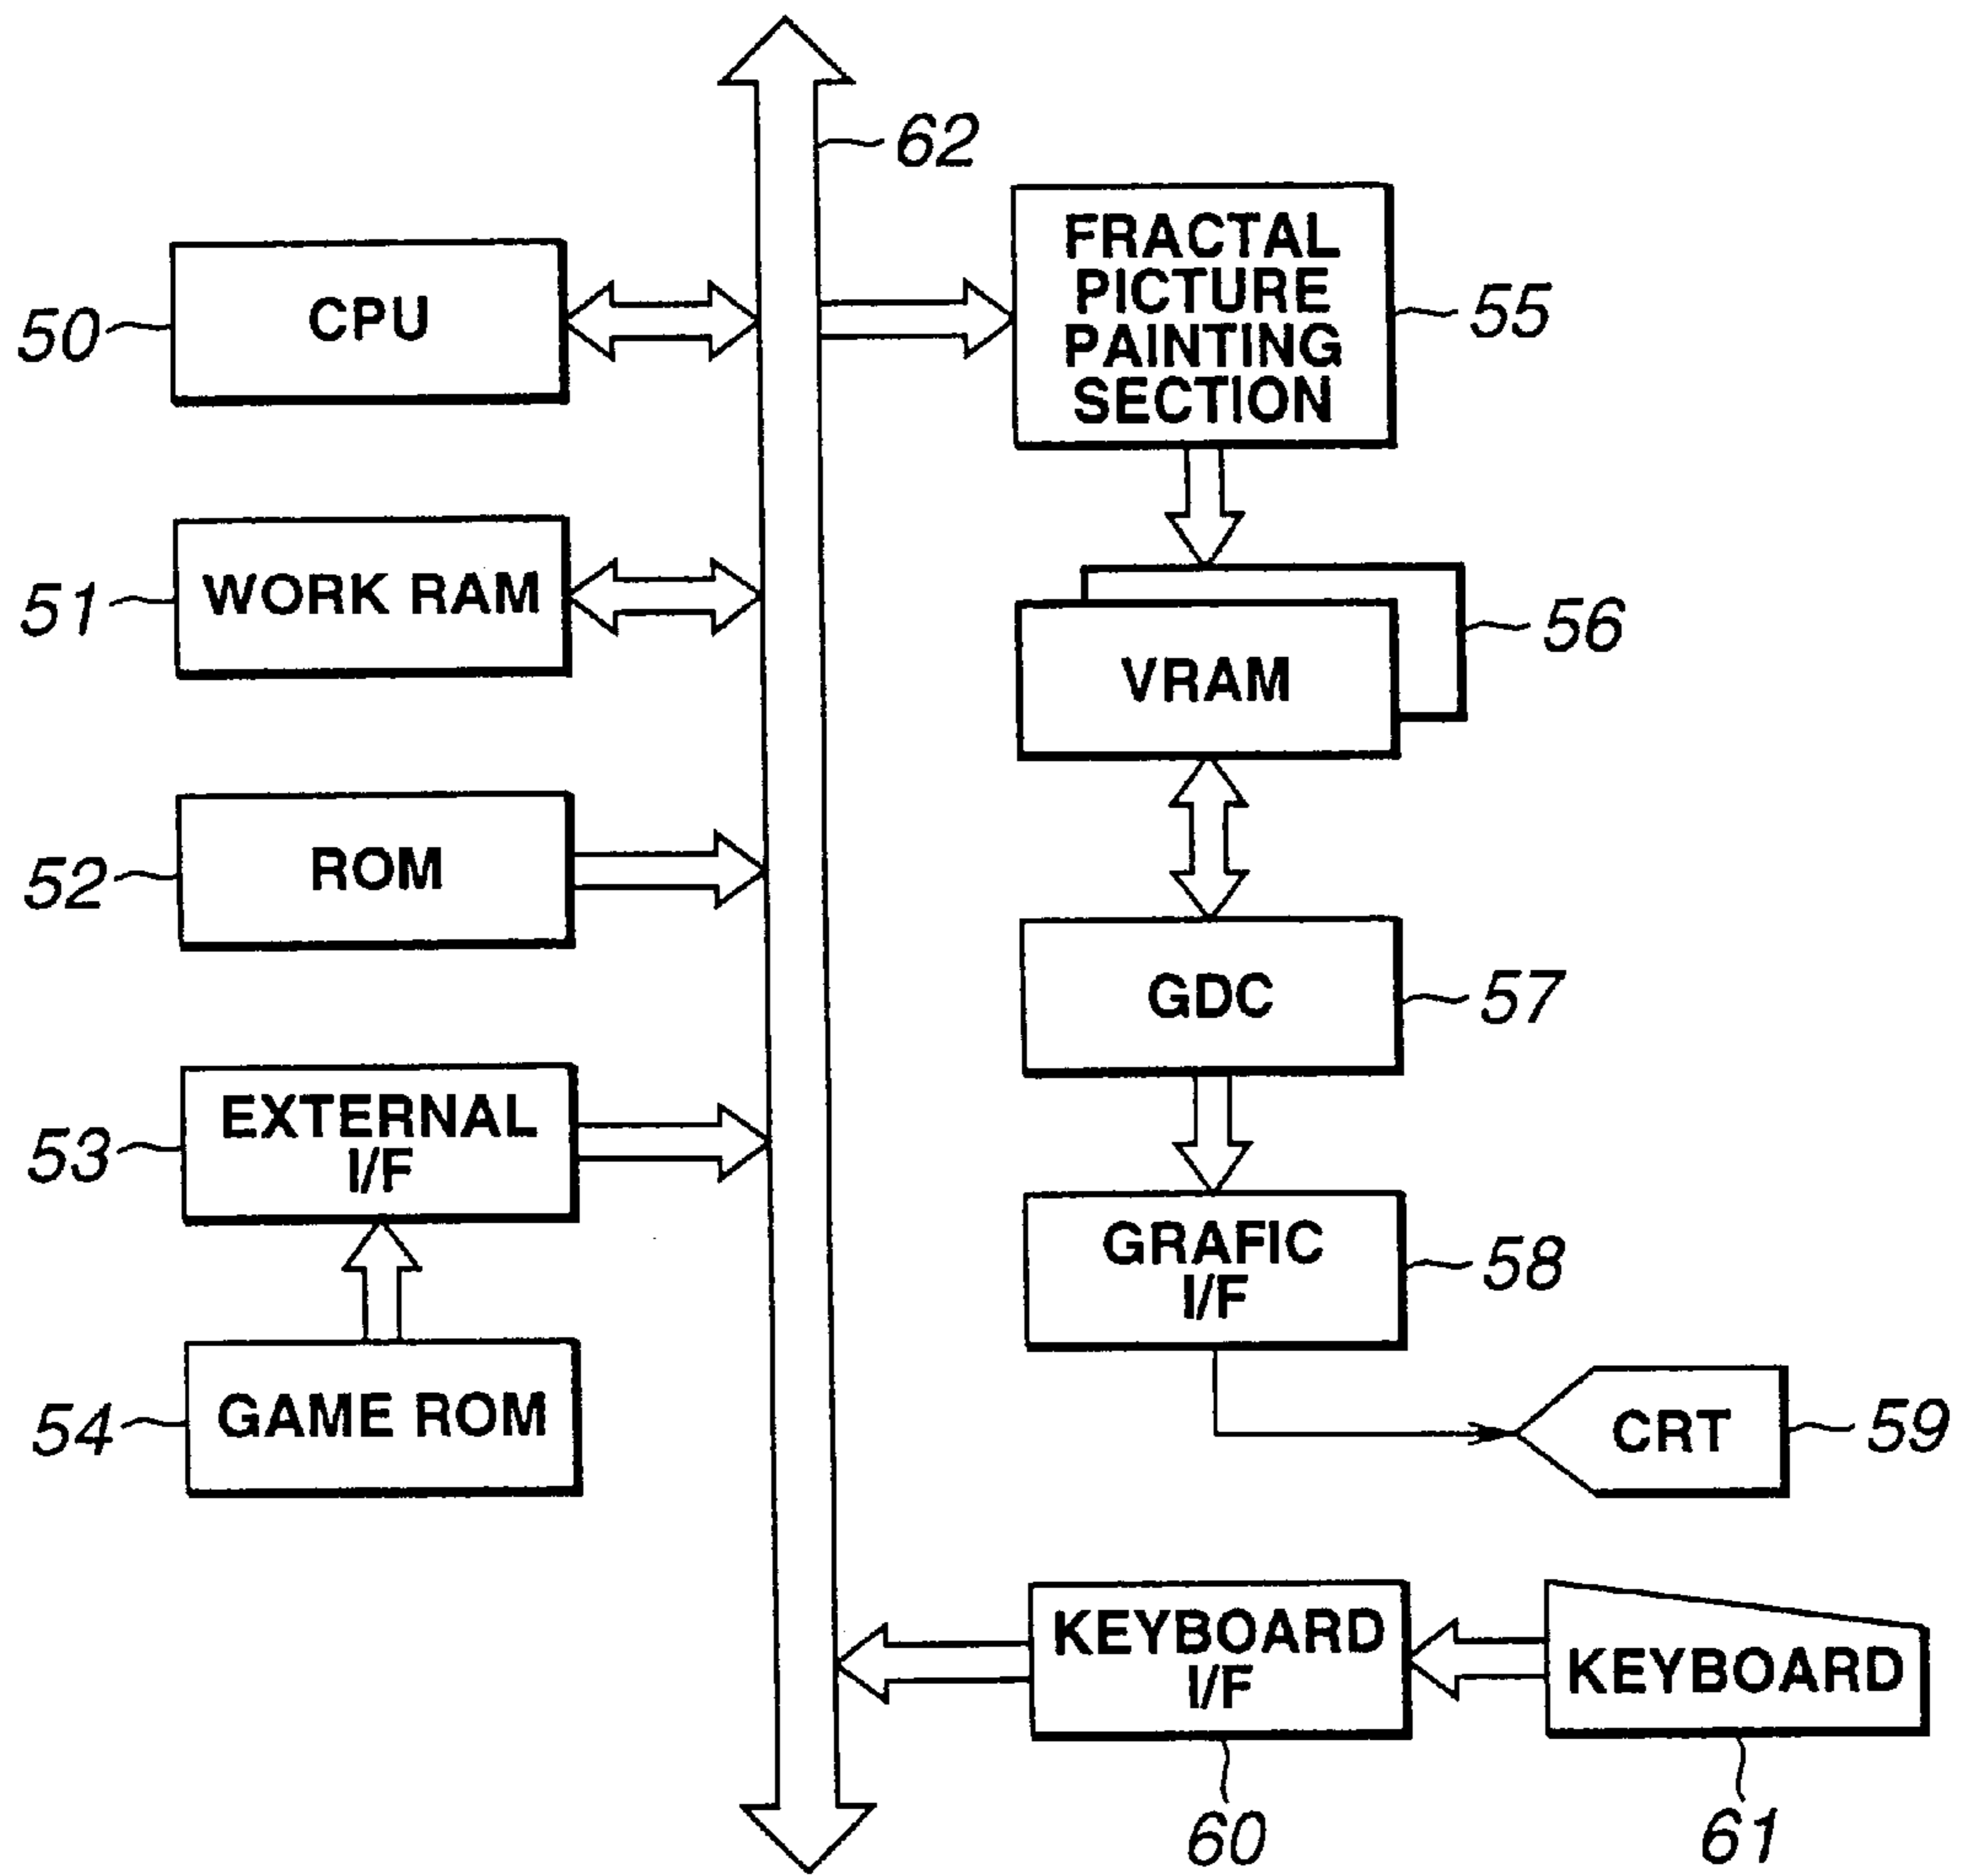 62
50
CPU
FRACTAL
PICTURE
PAINTING
SECTION
55
51
WORK RAM
VRAM
56
52
ROM
GDC
57
53
EXTERNAL
I/F
GRAFIC
I/F
58
54
GAME ROM
CRT
59
KEYBOARD
I/F
KEYBOARD
60
61